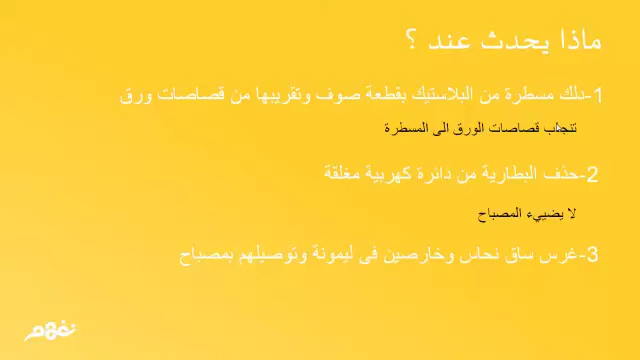 ماذا يحدث عند ؟
1-دلك مسطرة من البلاستيك بقطعة صوف وتقريبها من قصاصات ورق
تنجذب قصاصات الورق الى المسطرة
2-حذف البطارية من دائرة كهربية مغلقة
لا يضييء المصباح
3-غرس ساق نحاس وخارصين فى ليمونة وتوصيلهم بمصباح
نفهم